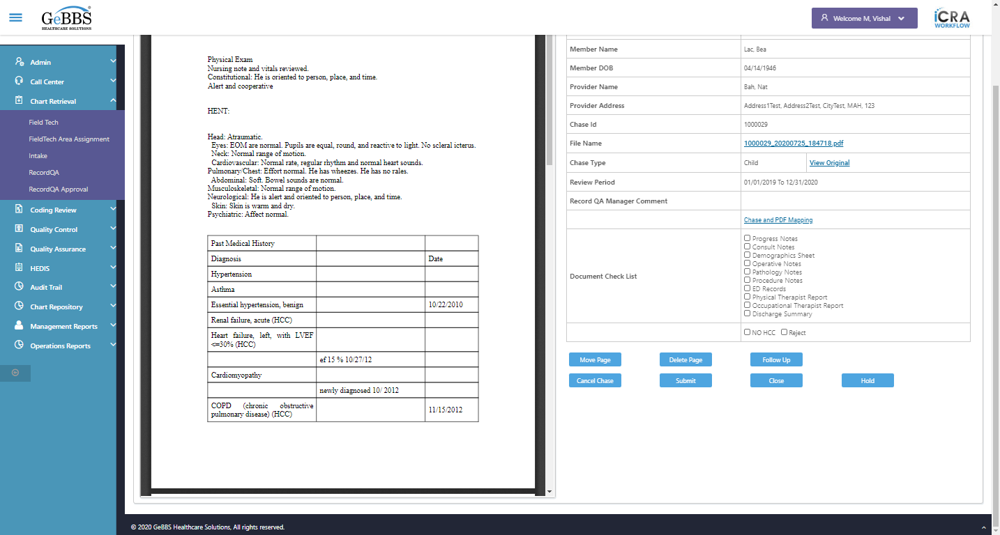 GeBBS
HEALTHCARE SOLUTIONS
Welcome M, Vishal
iCRA
WORKFLOW
Admin
Call Center
Chart Retrieval
Field Tech
FieldTech Area Assignment
Intake
RecordQA
RecordQA Approval
Coding Review
Quality Control
Quality Assurance
HEDIS
Audit Trail
Chart Repository
Management Reports
Operations Reports
Physical Exam
Nursing note and vitals reviewed.
Constitutional: He is oriented to person, place, and time.
Alert and cooperative
HENT:
Head: Atraumatic.
Eyes: EOM are normal. Pupils are equal, round, and reactive to light. No scleral icterus.
Neck: Normal range of motion.
Cardiovascular: Normal rate, regular rhythm and normal heart sounds.
Pulmonary/Chest: Effort normal. He has wheezes. He has no rales.
Abdominal: Soft. Bowel sounds are normal.
Musculoskeletal: Normal range of motion.
Neurological: He is alert and oriented to person, place, and time.
Skin: Skin is warm and dry.
Psychiatric: Affect normal.
Past Medical History
Diagnosis Date
Hypertension
Asthma
Essential hypertension, benign 10/22/2010
Renal failure, acute (HCC)
Heart failure, left, with LVEF
<=30% (HCC)
ef 15 % 10/27/12
Cardiomyopathy
newly diagnosed 10/ 2012
COPD (chronic obstructive
pulmonary disease) (HCC) 11/15/2012
Member Name Lac, Bea
Member DOB 04/14/1946
Provider Name Bah, Nat
Provider Address Address1Test, Address2Test, CityTest, MAH, 123
Chase Id 1000029
File Name 1000029_20200725_184718.pdf
Chase Type Child View Original
Review Period 01/01/2019 To 12/31/2020
Record QA Manager Comment
Chase and PDF Mapping
Document Check List
Progress Notes
Consult Notes
Demographics Sheet
Operative Notes
Pathology Notes
Procedure Notes
ED Records
Physical Therapist Report
Occupational Therapist Report
Discharge Summary
NO HCC Reject
Move Page Delete Page Follow Up
Cancel Chase Submit Close Hold
© 2020 GeBBS Healthcare Solutions, All rights reserved.